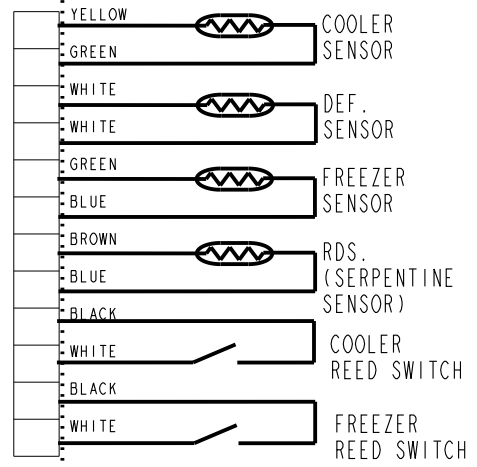 YELLOW
COOLER
SENSOR
GREEN
WHITE
DEF.
SENSOR
WHITE
GREEN
FREEZER
SENSOR
BLUE
BROWN
RDS.
(SERPENTINE
SENSOR)
BLUE
BLACK
WHITE
COOLER
REED SWITCH
BLACK
WHITE
FREEZER
REED SWITCH